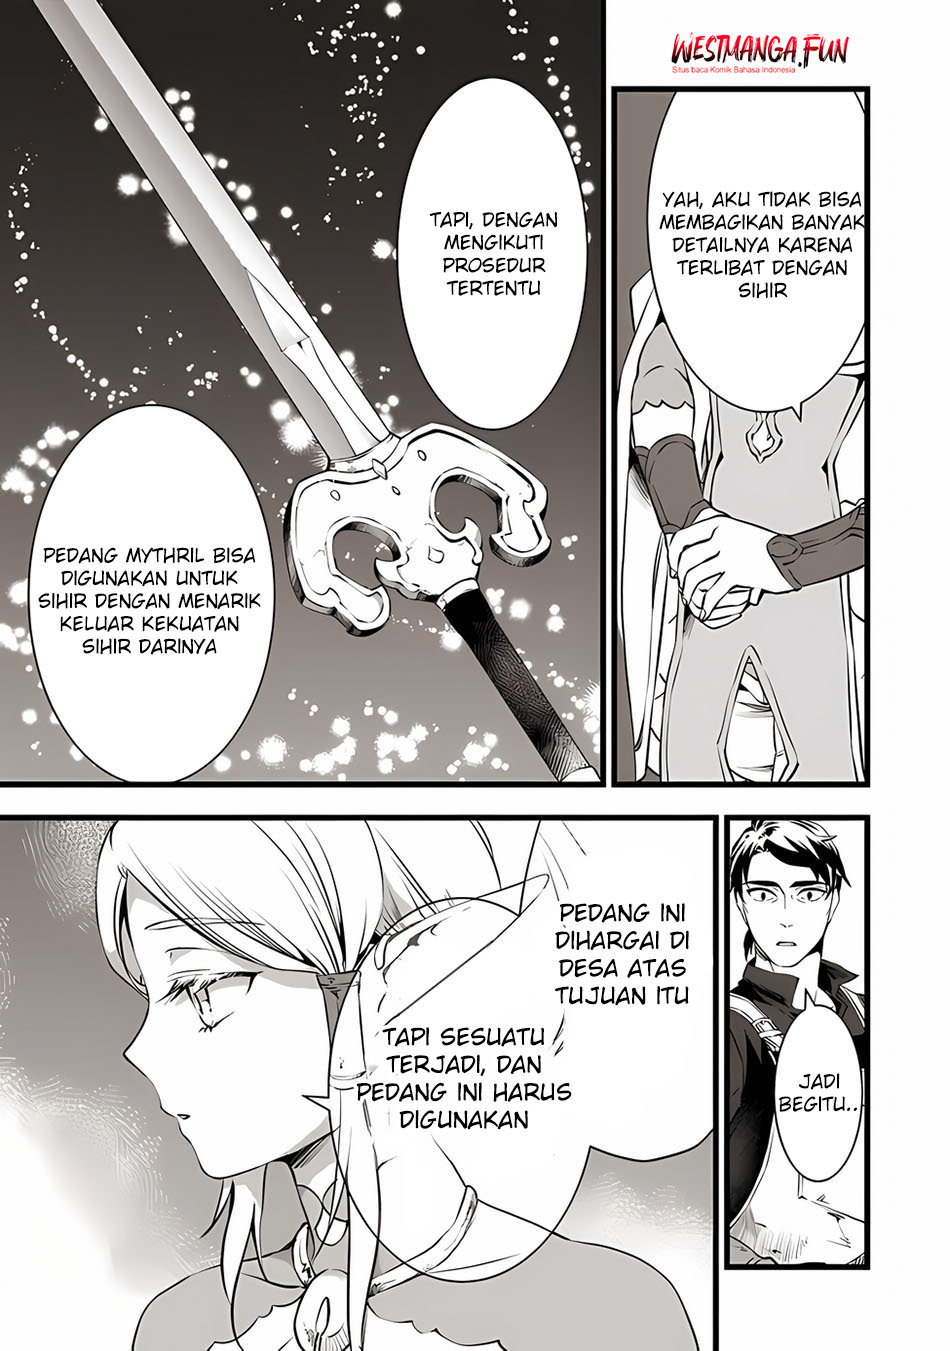 WESTMANGA.FUN
Situs baca Komik Bahasa Indonesia
YAH, AKU TIDAK BISA
MEMBAGIKAN BANYAK
DETAILNYA KARENA
TERLIBAT DENGAN
SIHIR
TAPI, DENGAN
MENGIKUTI
PROSEDUR
TERTENTU
PEDANG MYTHRIL BISA
DIGUNAKAN UNTUK
SIHIR DENGAN MENARIK
KELUAR KEKUATAN
SIHIR DARINYA
JADI
BEGITU..
PEDANG INI
DIHARGAI DI
DESA ATAS
TUJUAN ITU
TAPI SESUATU
TERJADI, DAN
PEDANG INI HARUS
DIGUNAKAN